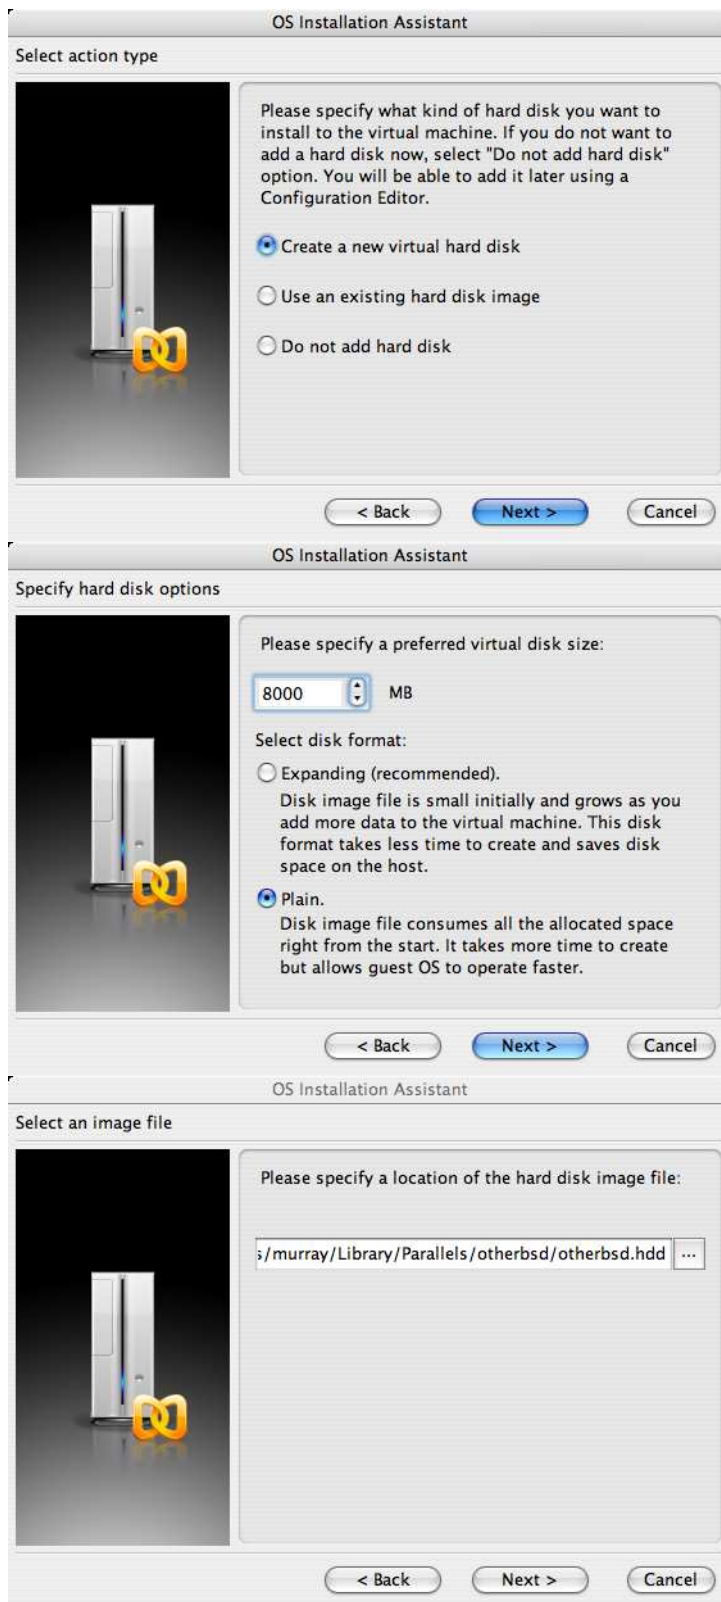 OS Installation Assistant
Select action type
Please specify what kind of hard disk you want to
install to the virtual machine. If you do not want to
add a hard disk now, select "Do not add hard disk"
option. You will be able to add it later using a
Configuration Editor.
Create a new virtual hard disk
Use an existing hard disk image
Do not add hard disk
< Back
Next >
Cancel
OS Installation Assistant
Specify hard disk options
Please specify a preferred virtual disk size:
8000
MB
Select disk format:
Expanding (recommended).
Disk image file is small initially and grows as you
add more data to the virtual machine. This disk
format takes less time to create and saves disk
space on the host.
Plain.
Disk image file consumes all the allocated space
right from the start. It takes more time to create
but allows guest OS to operate faster.
< Back
Next >
Cancel
OS Installation Assistant
Select an image file
Please specify a location of the hard disk image file:
s/murray/Library/Parallels/otherbsd/otherbsd.hdd
...
< Back
Next >
Cancel